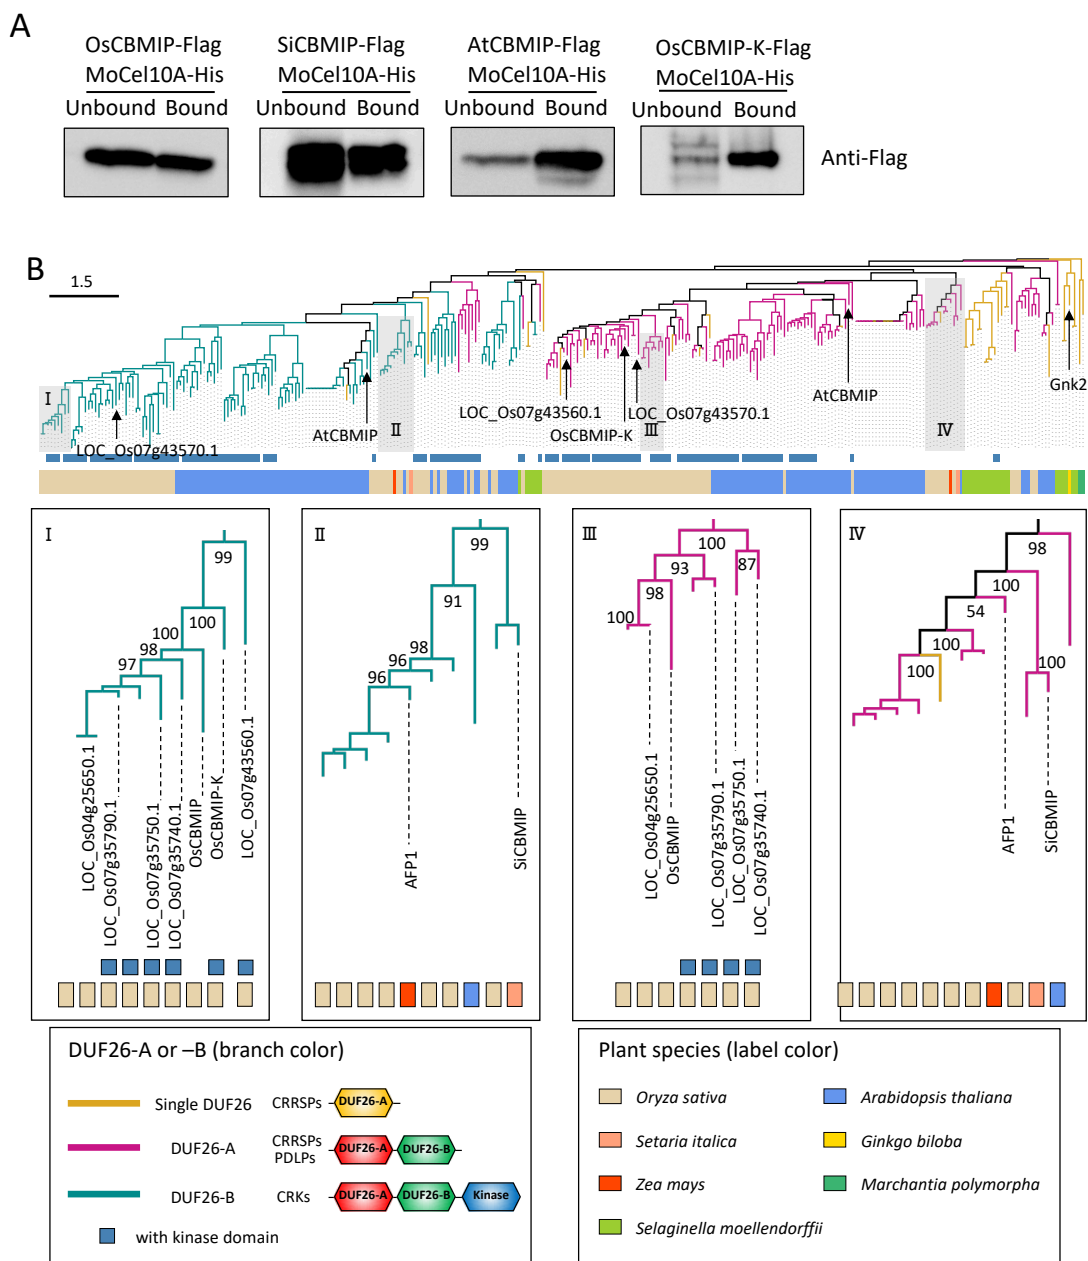 A
OsCBMIP-Flag
MoCel10A-His
Unbound Bound
SiCBMIP-Flag
MoCel10A-His
Unbound Bound
AtCBMIP-Flag
MoCel10A-His
Unbound Bound
OsCBMIP-K-Flag
MoCel10A-His
Unbound Bound
Anti-Flag
B
1.5
I
LOC_Os07g43570.1
AtCBMIP
II
LOC_Os07g43560.1
OsCBMIP-K
LOC_Os07g43570.1
III
AtCBMIP
IV
Gnk2
I
99
100
100
98
97
LOC_Os04g25650.1
LOC_Os07g35790.1
LOC_Os07g35750.1
LOC_Os07g35740.1
OsCBMIP
OsCBMIP-K
LOC_Os07g43560.1
II
99
91
98
96
96
AFP1
SiCBMIP
III
100
93
87
98
100
LOC_Os04g25650.1
OsCBMIP
LOC_Os07g35790.1
LOC_Os07g35750.1
LOC_Os07g35740.1
IV
98
100
54
100
100
100
AFP1
SiCBMIP
DUF26-A or –B (branch color)
Single DUF26 CRRSPs DUF26-A
DUF26-A CRRSPs PDLPs DUF26-A DUF26-B
DUF26-B CRKs DUF26-A DUF26-B Kinase
with kinase domain
Plant species (label color)
Oryza sativa
Setaria italica
Zea mays
Selaginella moellendorffii
Arabidopsis thaliana
Ginkgo biloba
Marchantia polymorpha